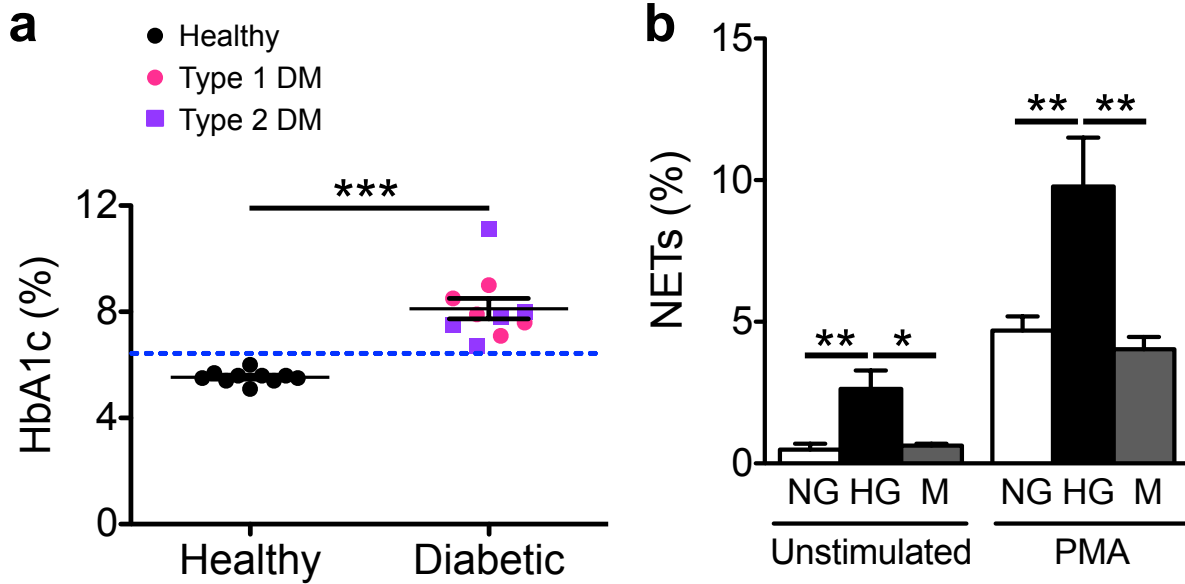 a
Healthy
Type 1 DM
Type 2 DM
***
HbA1c (%)
12
8
4
0
Healthy Diabetic
b
NETs (%)
15
10
5
0
** **
** *
NG HG M NG HG M
Unstimulated PMA